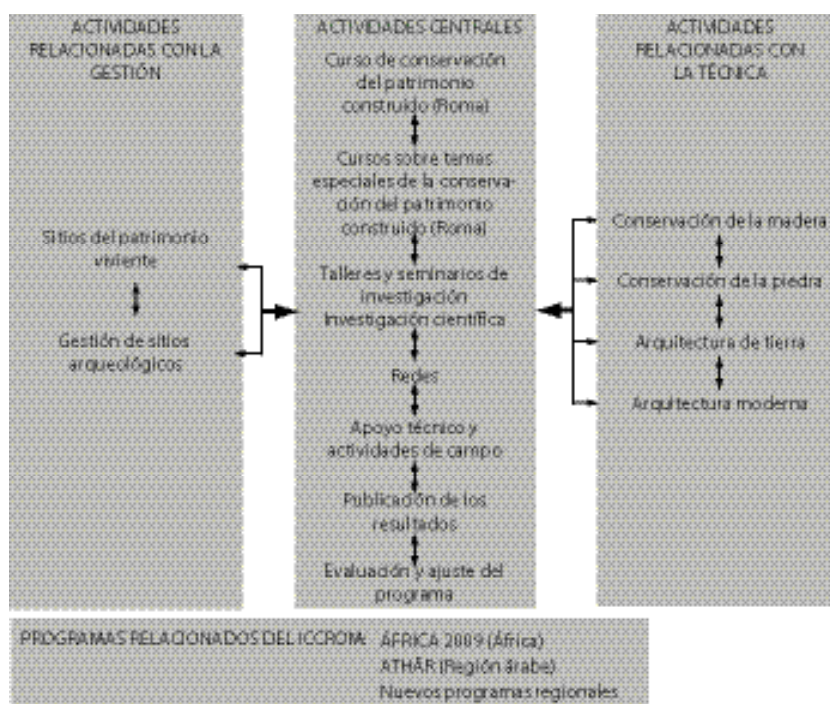 ACTIVIDADES
RELACIONADAS CON LA
GESTIÓN
Sitios del patrimonio
viviente
Gestión de sitios
arqueológicos
ACTIVIDADES CENTRALES
Curso de conservación
del patrimonio
construido (Roma)
Cursos sobre temas
especiales de la conserva-
ción del patrimonio
construido (Roma)
Talleres y seminarios de
investigación
Investigación científica
Redes
Apoyo técnico y
actividades de campo
Publicación de los
resultados
Evaluación y ajuste del
programa
ACTIVIDADES
RELACIONADAS CON
LA TÉCNICA
Conservación de la madera
Conservación de la piedra
Arquitectura de tierra
Arquitectura moderna
PROGRAMAS RELACIONADOS DEL ICCROM: ÁFRICA 2009 (África)
ATHĀR (Región árabe)
Nuevos programas regionales